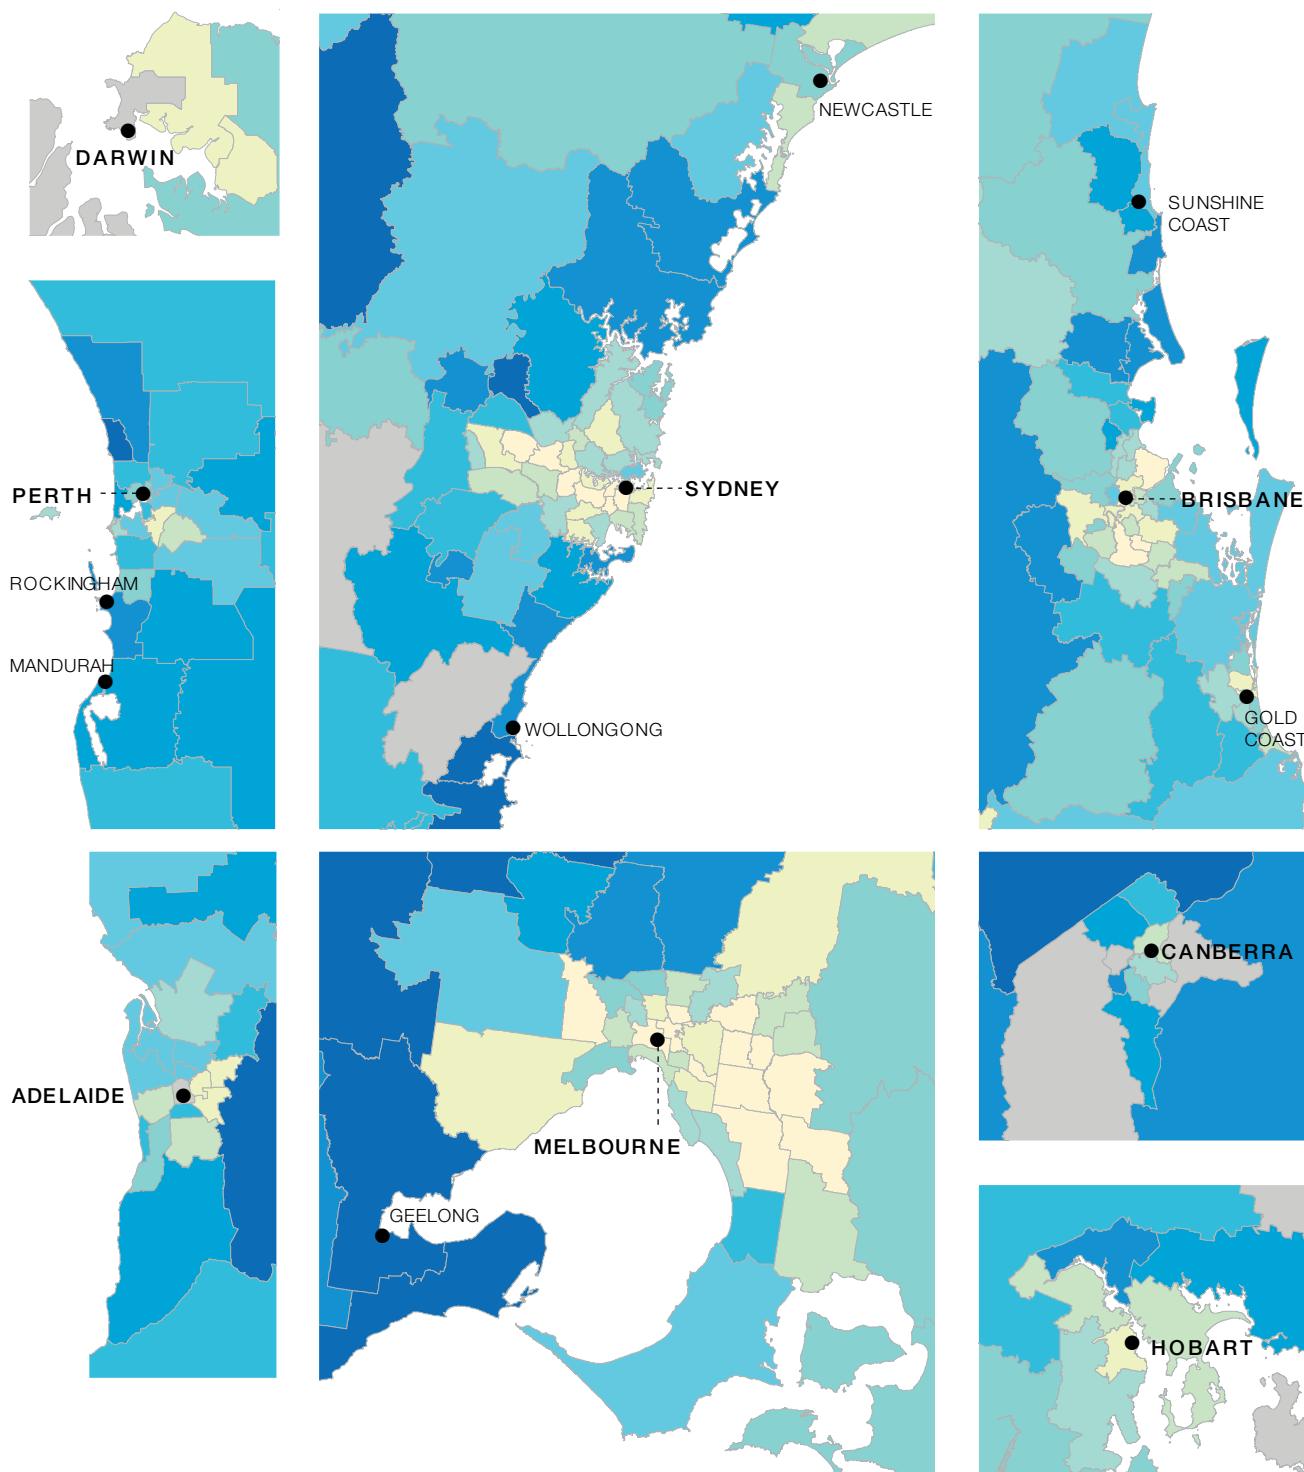 DARWIN
NEWCASTLE
SUNSHINE
COAST
PERTH
SYDNEY
BRISBANE
ROCKINGHAM
MANDURAH
WOLLONGONG
GOLD
COAST
CANBERRA
ADELAIDE
MELBOURNE
GEELONG
HOBART